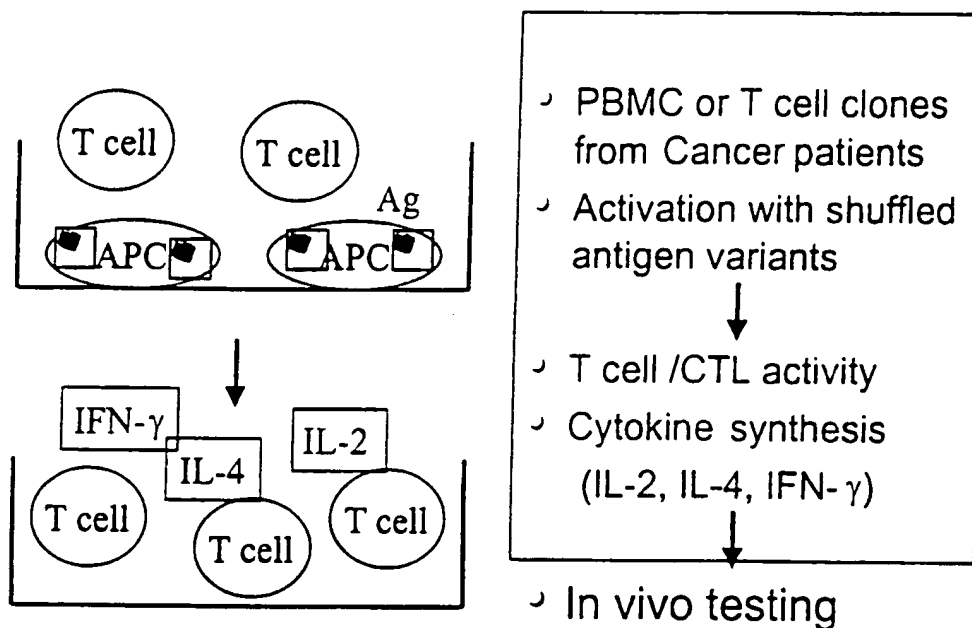 T cell
T cell
Ag
APC
APC
IFN-γ
IL-4
IL-2
T cell
T cell
T cell
PBMC or T cell clones
from Cancer patients
Activation with shuffled
antigen variants
T cell /CTL activity
Cytokine synthesis
(IL-2, IL-4, IFN- γ)
In vivo testing